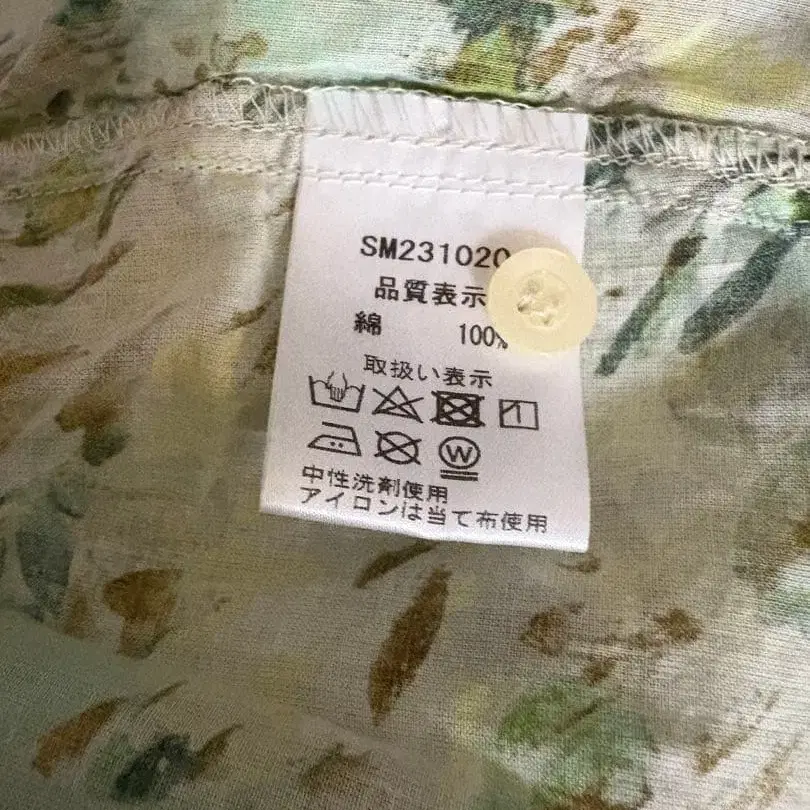 SM231020
品質表示
綿 100%
取扱い表示
W
中性洗剤使用
アイロンは当て布使用